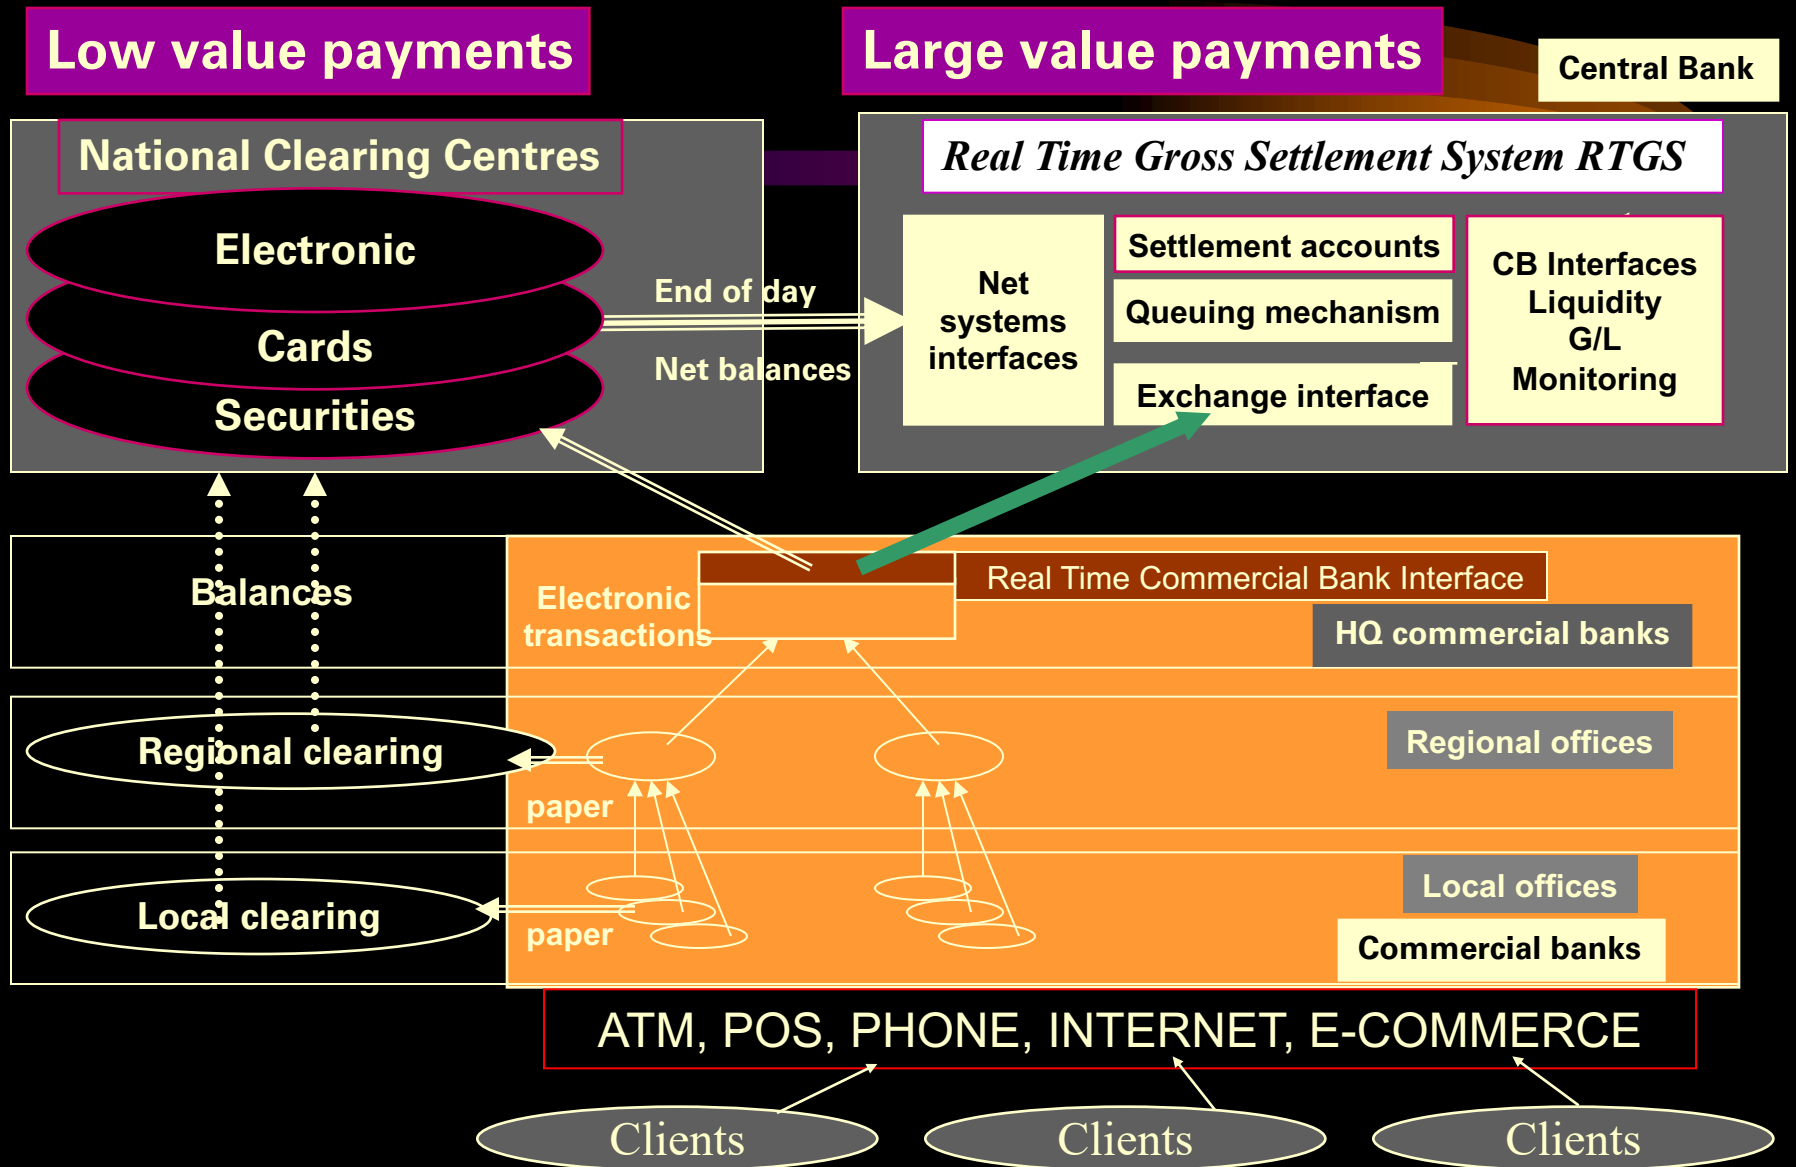 Low value payments
Large value payments
Central Bank
National Clearing Centres
Real Time Gross Settlement System RTGS
Electronic
Cards
Securities
End of day
Net balances
Net
systems
interfaces
Settlement accounts
Queuing mechanism
Exchange interface
CB Interfaces
Liquidity
G/L
Monitoring
Balances
Electronic
transactions
Real Time Commercial Bank Interface
HQ commercial banks
Regional clearing
paper
Regional offices
Local clearing
paper
Local offices
Commercial banks
ATM, POS, PHONE, INTERNET, E-COMMERCE
Clients
Clients
Clients